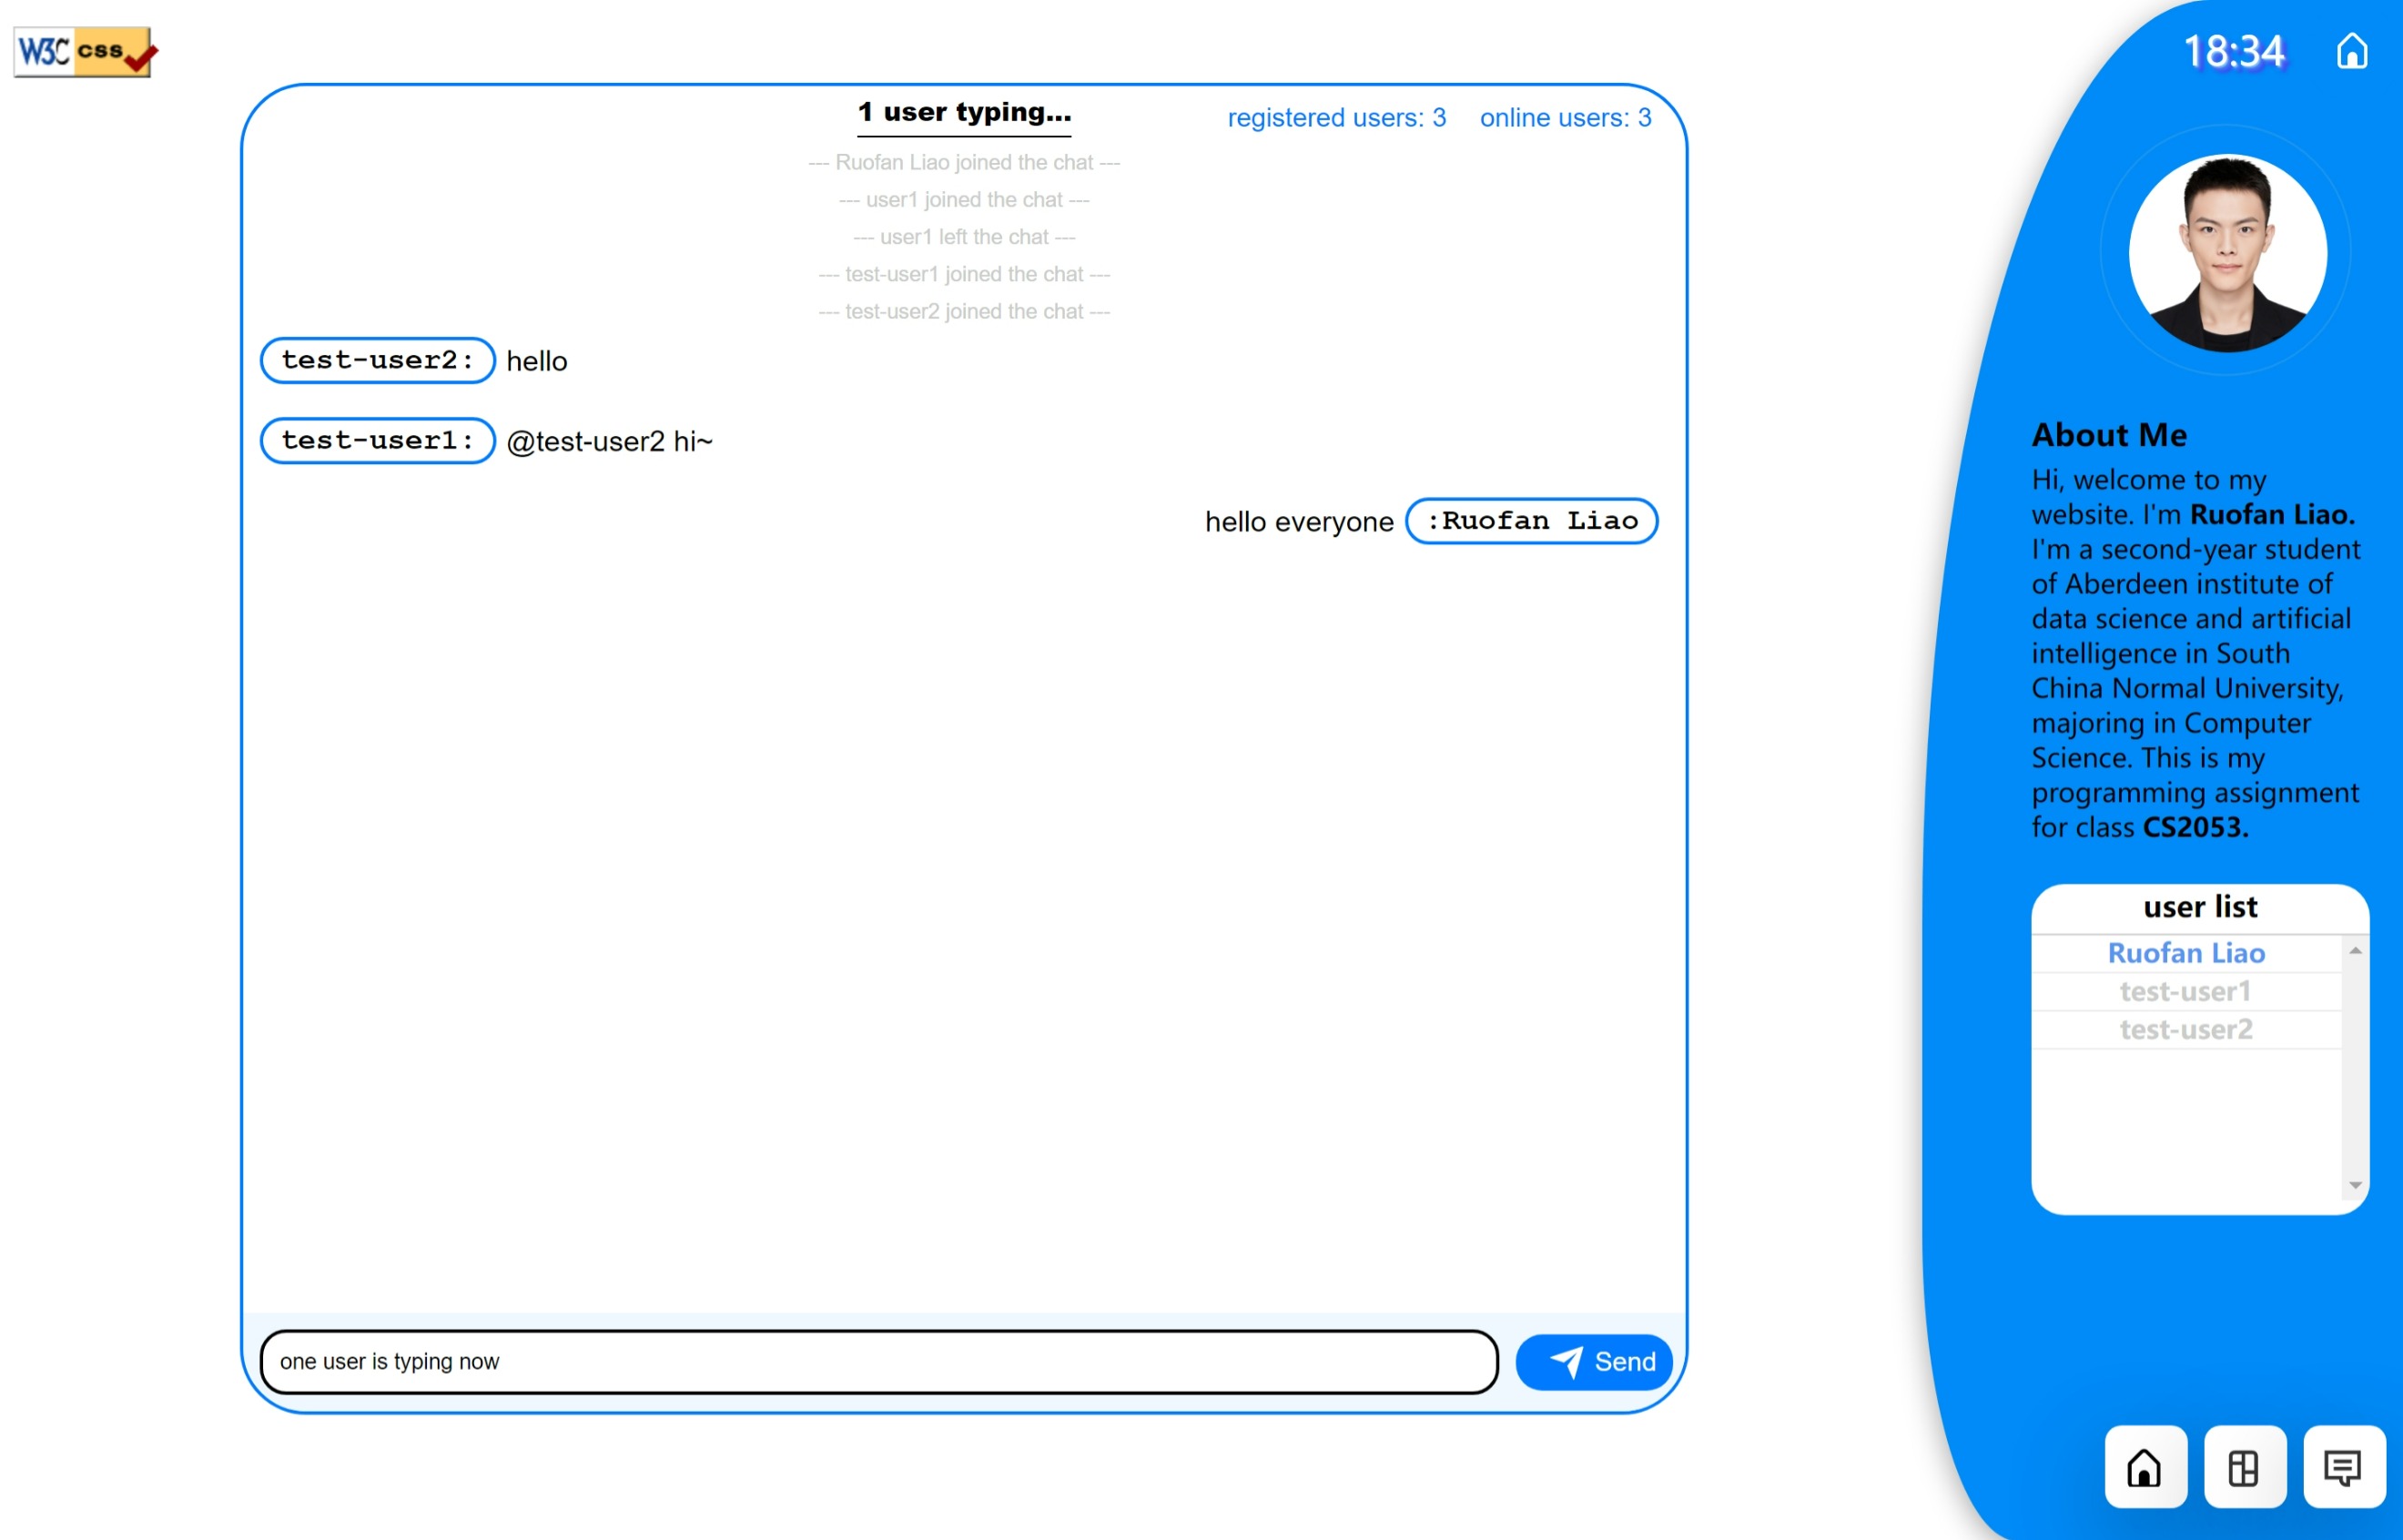 W3C css
1 user typing...
registered users: 3
online users: 3
--- Ruofan Liao joined the chat ---
--- user1 joined the chat ---
--- user1 left the chat ---
--- test-user1 joined the chat ---
--- test-user2 joined the chat ---
test-user2: hello
test-user1: @test-user2 hi~
hello everyone :Ruofan Liao
one user is typing now
Send
18:34
About Me
Hi, welcome to my
website. I'm Ruofan Liao.
I'm a second-year student
of Aberdeen institute of
data science and artificial
intelligence in South
China Normal University,
majoring in Computer
Science. This is my
programming assignment
for class CS2053.
user list
Ruofan Liao
test-user1
test-user2